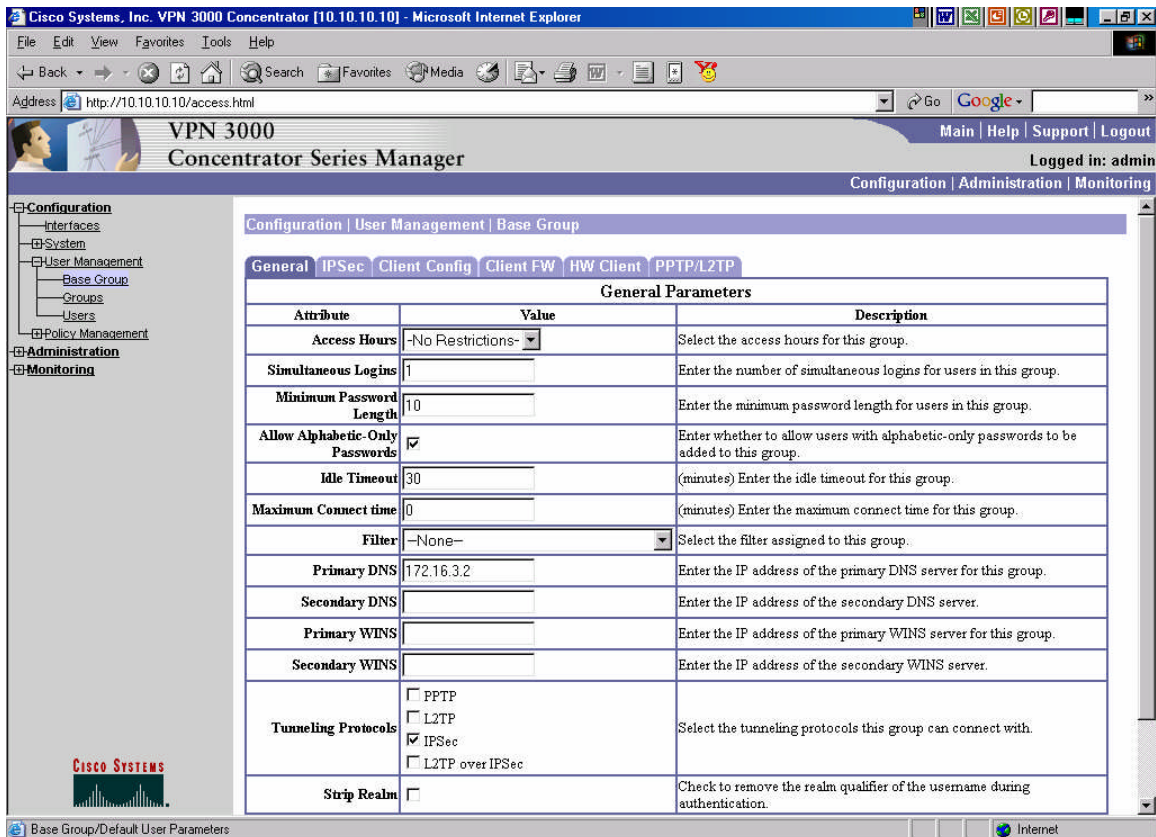 Cisco Systems, Inc. VPN 3000 Concentrator [10.10.10.10] - Microsoft Internet Explorer
File Edit View Favorites Tools Help
Back Search Favorites Media
Address http://10.10.10.10/access.html Go Google
VPN 3000
Concentrator Series Manager
Main | Help | Support | Logout
Logged in: admin
Configuration | Administration | Monitoring
Configuration
Interfaces
System
User Management
Base Group
Groups
Users
Policy Management
Administration
Monitoring
CISCO SYSTEMS
Configuration | User Management | Base Group
General IPSec Client Config Client FW HW Client PPTP/L2TP
General Parameters
Attribute Value Description
Access Hours -No Restrictions- Select the access hours for this group.
Simultaneous Logins 1 Enter the number of simultaneous logins for users in this group.
Minimum Password Length 10 Enter the minimum password length for users in this group.
Allow Alphabetic-Only Passwords Enter whether to allow users with alphabetic-only passwords to be added to this group.
Idle Timeout 30 (minutes) Enter the idle timeout for this group.
Maximum Connect time 0 (minutes) Enter the maximum connect time for this group.
Filter --None-- Select the filter assigned to this group.
Primary DNS 172.16.3.2 Enter the IP address of the primary DNS server for this group.
Secondary DNS Enter the IP address of the secondary DNS server.
Primary WINS Enter the IP address of the primary WINS server for this group.
Secondary WINS Enter the IP address of the secondary WINS server.
Tunneling Protocols
PPTP
L2TP
IPSec
L2TP over IPSec
Select the tunneling protocols this group can connect with.
Strip Realm Check to remove the realm qualifier of the username during authentication.
Base Group/Default User Parameters Internet